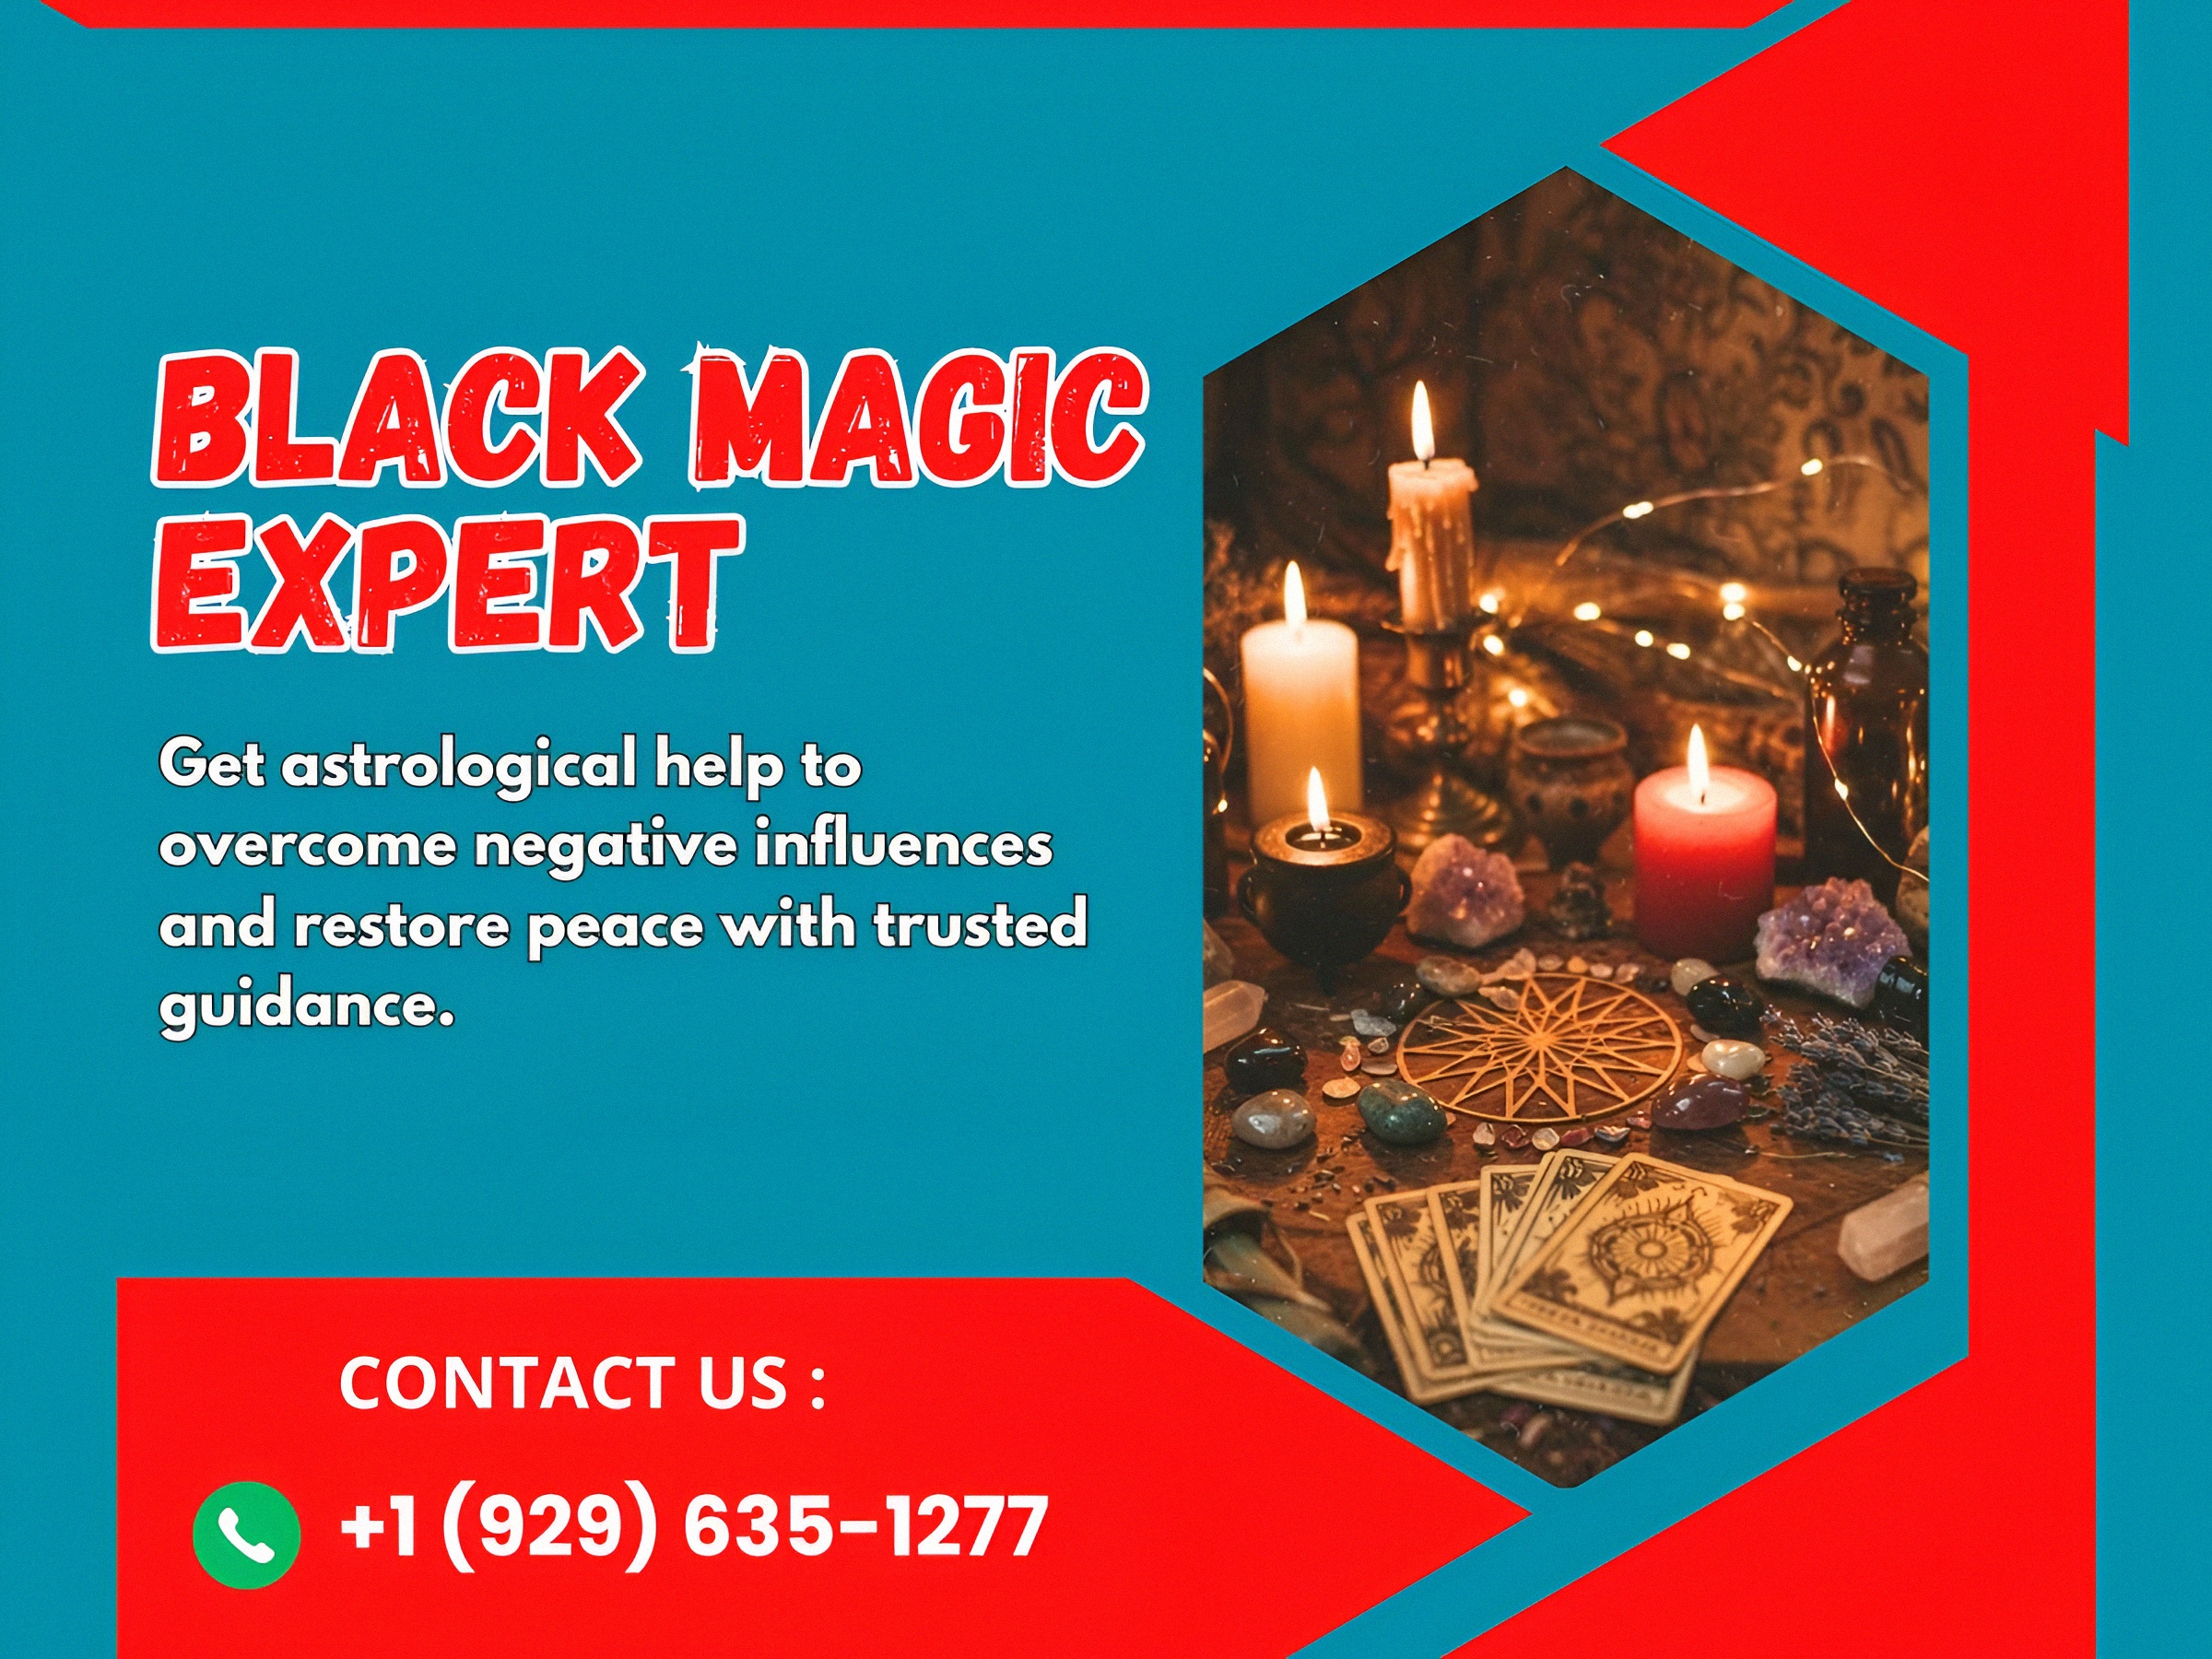 BLACK MAGIC
EXPERT
Get astrological help to
overcome negative influences
and restore peace with trusted
guidance.
CONTACT US :
+1 (929) 635-1277